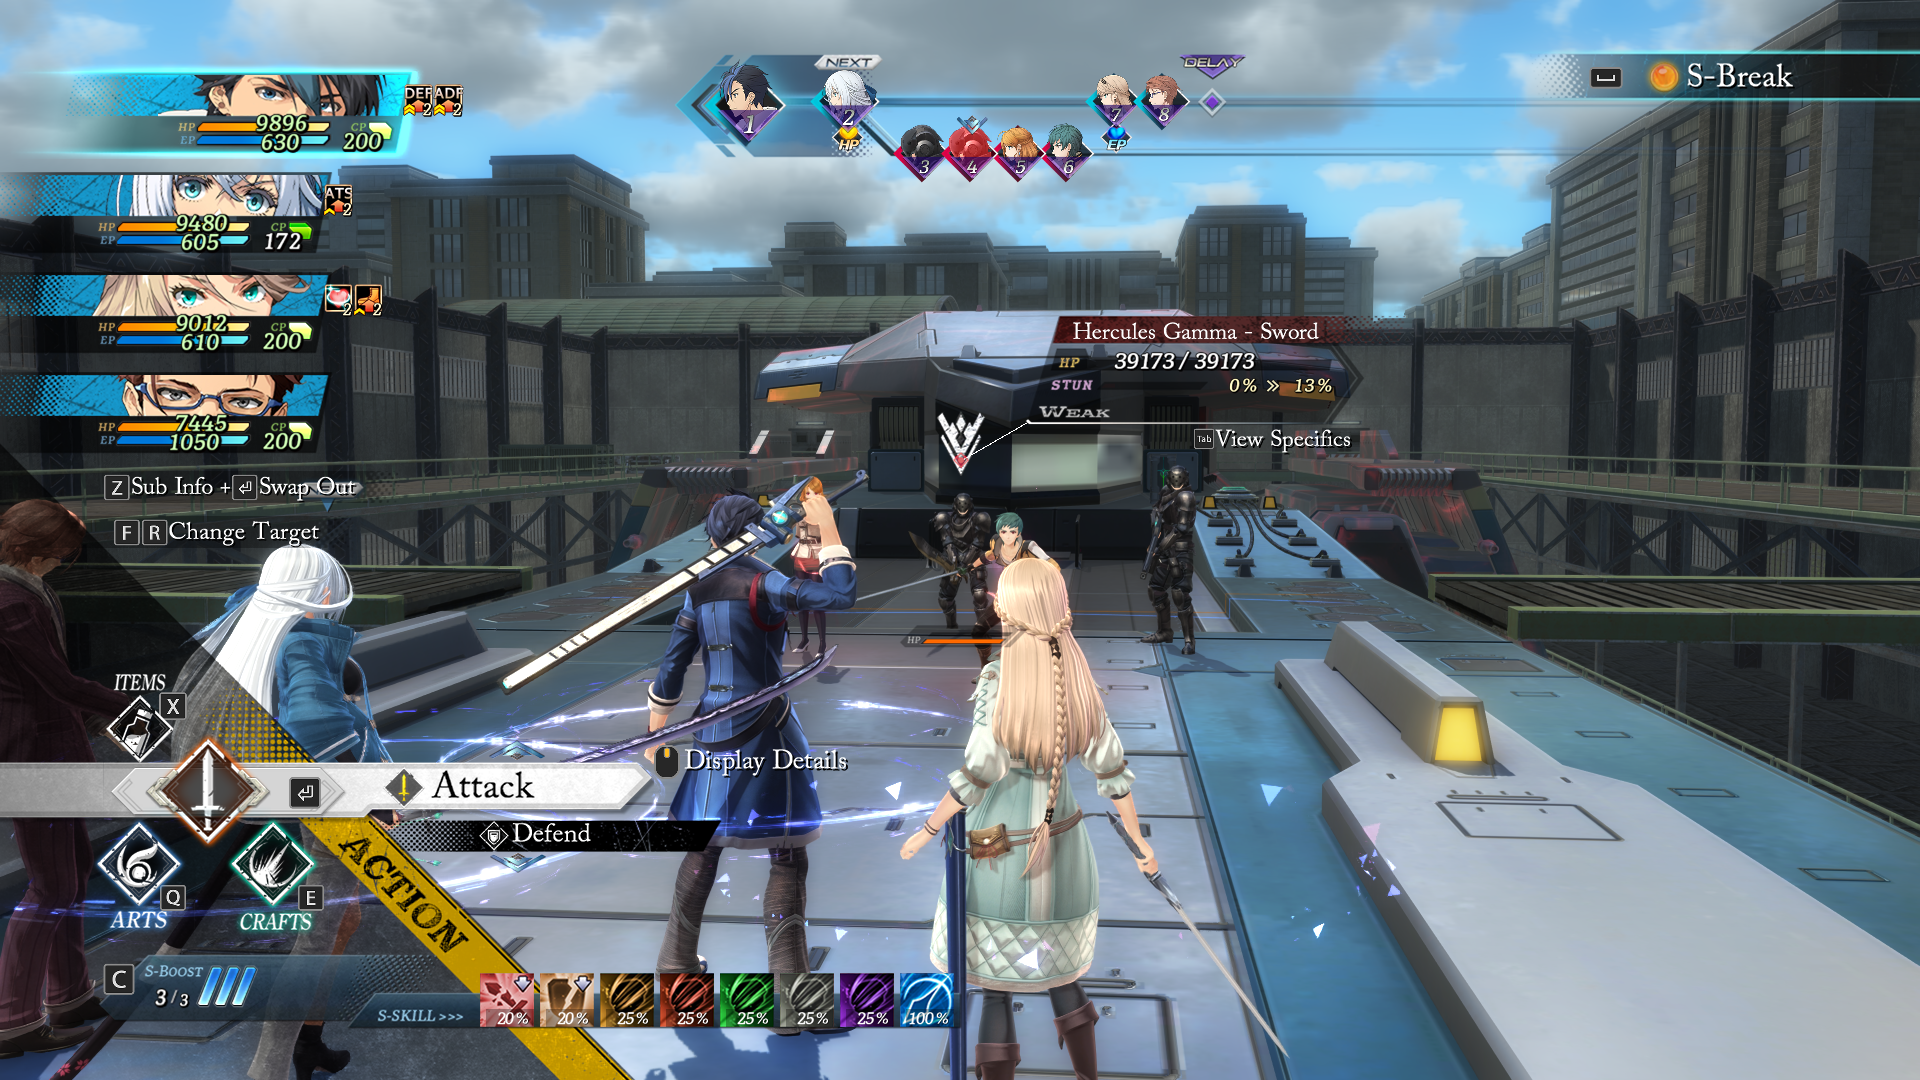 NEXT
DELAY
S-Break
1
2
HP
3
4
5
6
7
EP
8
HP 9896
EP 630
CP 200
DEF 2
ADF 2
HP 9480
EP 605
CP 172
ATS 2
HP 9012
EP 610
CP 200
2
2
HP 7445
EP 1050
CP 200
Z Sub Info + Swap Out
F R Change Target
Hercules Gamma - Sword
HP 39173 / 39173
STUN 0% » 13%
WEAK
Tab View Specifics
HP
ITEMS
X
Attack
Display Details
Defend
ACTION
Q
ARTS
E
CRAFTS
C
S-BOOST
3/3
S-SKILL >>>
20%
20%
25%
25%
25%
25%
25%
100%